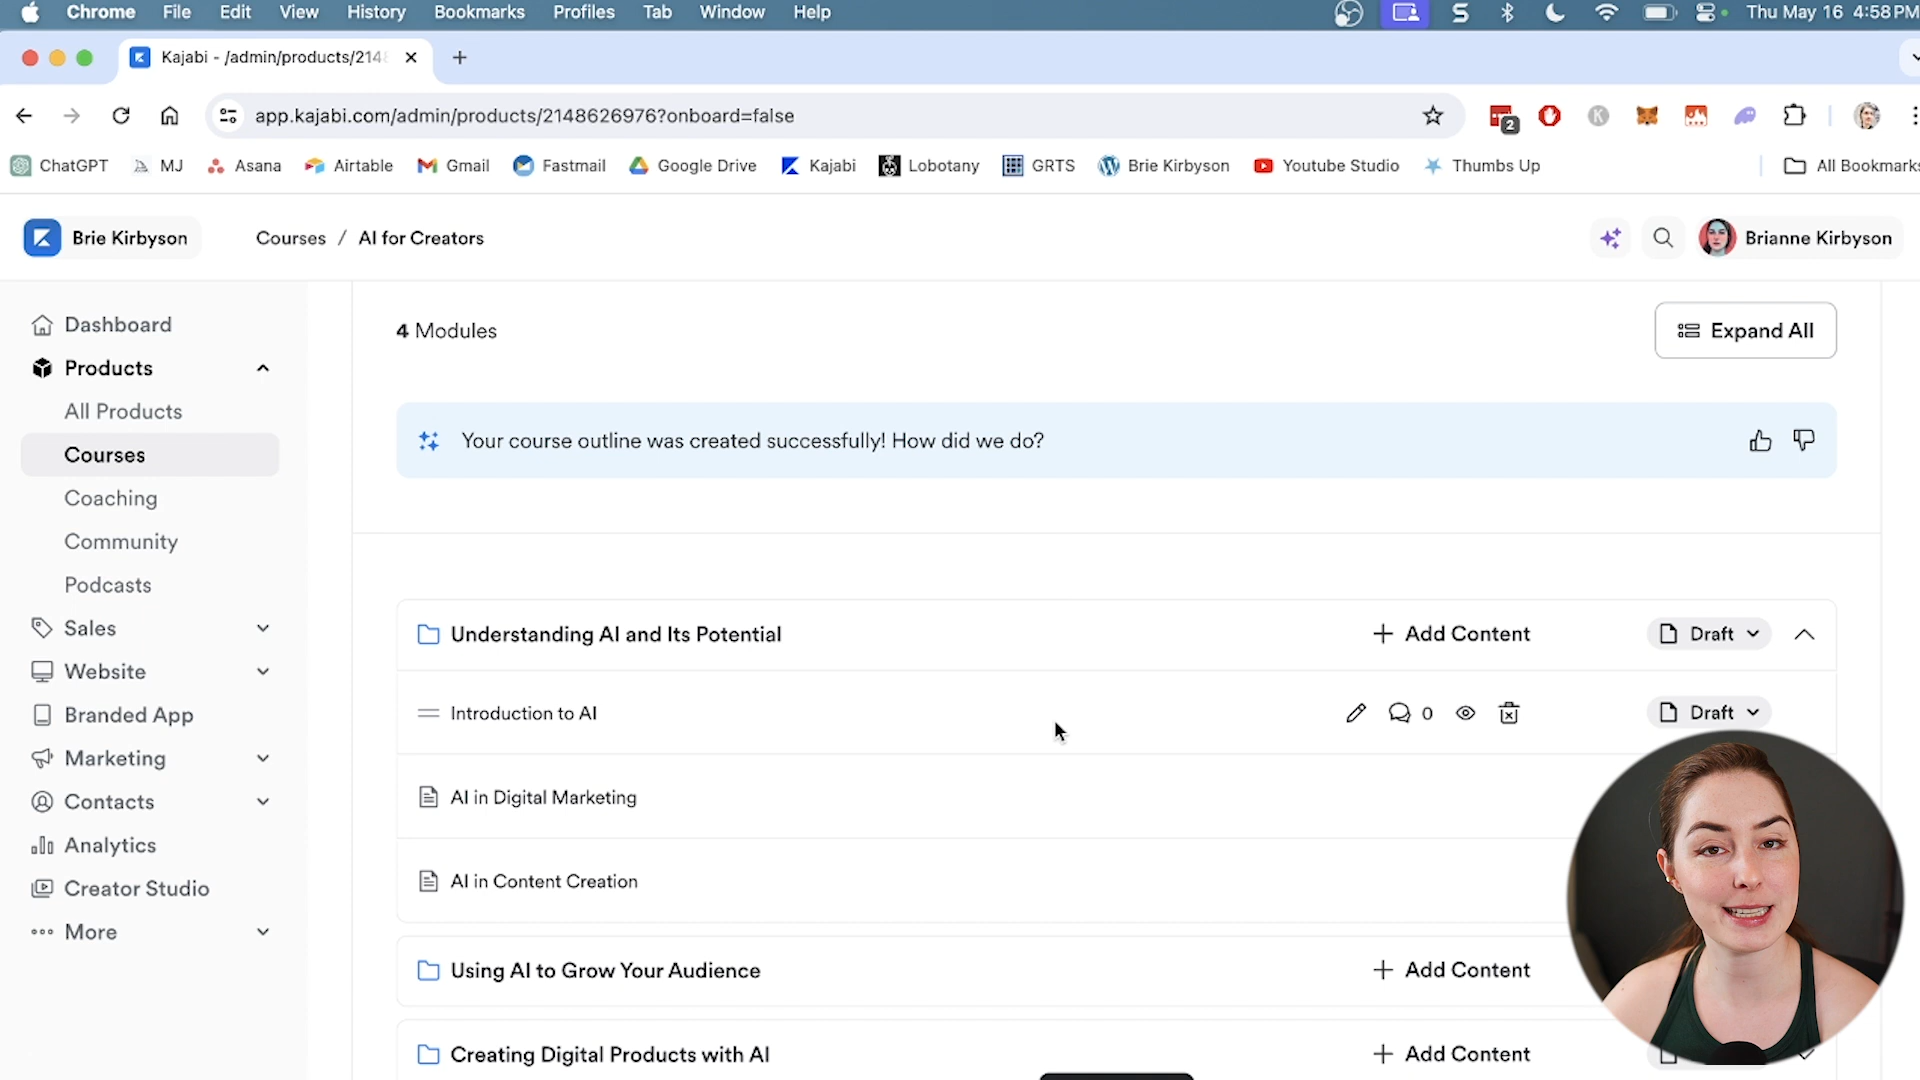 Chrome File Edit View History Bookmarks Profiles Tab Window Help
Thu May 16 4:58PM
Kajabi - /admin/products/2148
app.kajabi.com/admin/products/2148626976?onboard=false
2
ChatGPT MJ Asana Airtable Gmail Fastmail Google Drive Kajabi Lobotany GRTS Brie Kirbyson Youtube Studio Thumbs Up All Bookmarks
Brie Kirbyson
Courses / AI for Creators
Brianne Kirbyson
Dashboard
Products
All Products
Courses
Coaching
Community
Podcasts
Sales
Website
Branded App
Marketing
Contacts
Analytics
Creator Studio
More
4 Modules
Expand All
Your course outline was created successfully! How did we do?
Understanding AI and Its Potential
Add Content
Draft
Introduction to AI
0
Draft
AI in Digital Marketing
AI in Content Creation
Using AI to Grow Your Audience
Add Content
Creating Digital Products with AI
Add Content